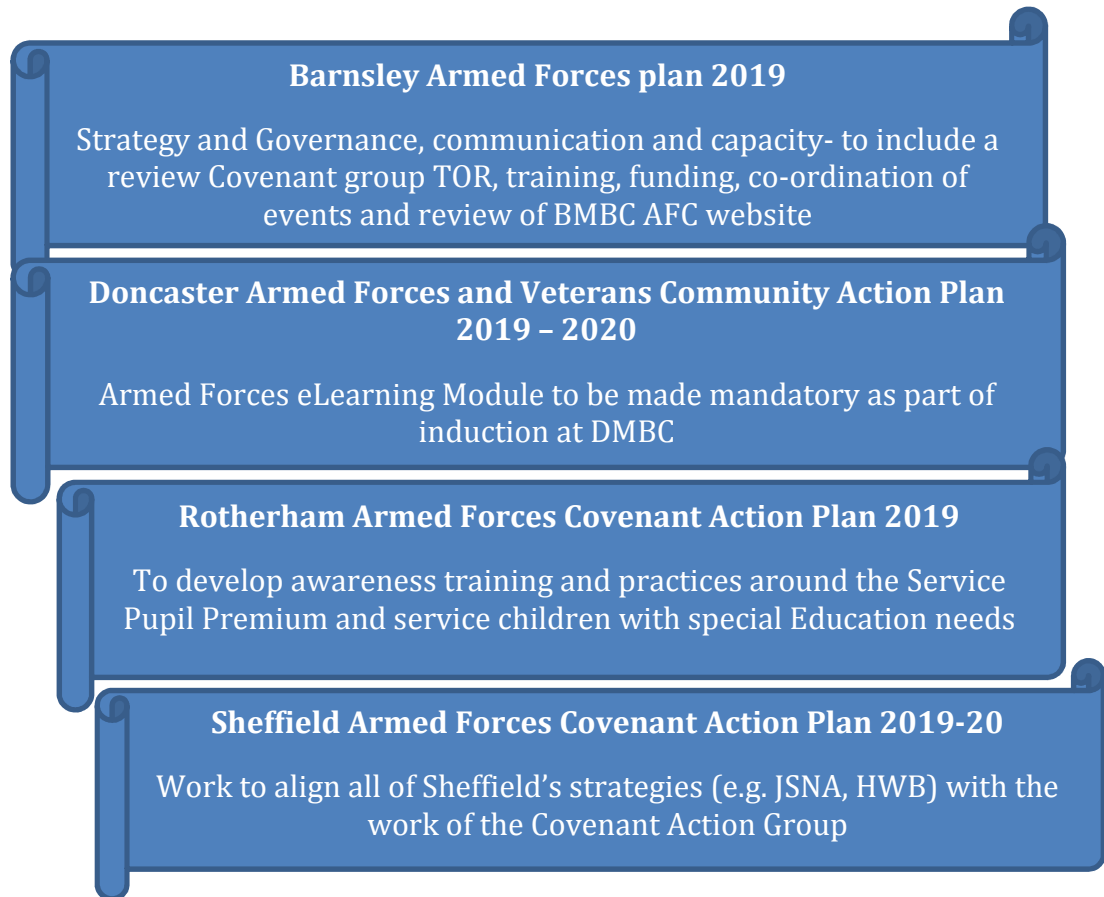 Barnsley Armed Forces plan 2019
Strategy and Governance, communication and capacity- to include a
review Covenant group TOR, training, funding, co-ordination of
events and review of BMBC AFC website
Doncaster Armed Forces and Veterans Community Action Plan
2019 – 2020
Armed Forces eLearning Module to be made mandatory as part of
induction at DMBC
Rotherham Armed Forces Covenant Action Plan 2019
To develop awareness training and practices around the Service
Pupil Premium and service children with special Education needs
Sheffield Armed Forces Covenant Action Plan 2019-20
Work to align all of Sheffield’s strategies (e.g. JSNA, HWB) with the
work of the Covenant Action Group